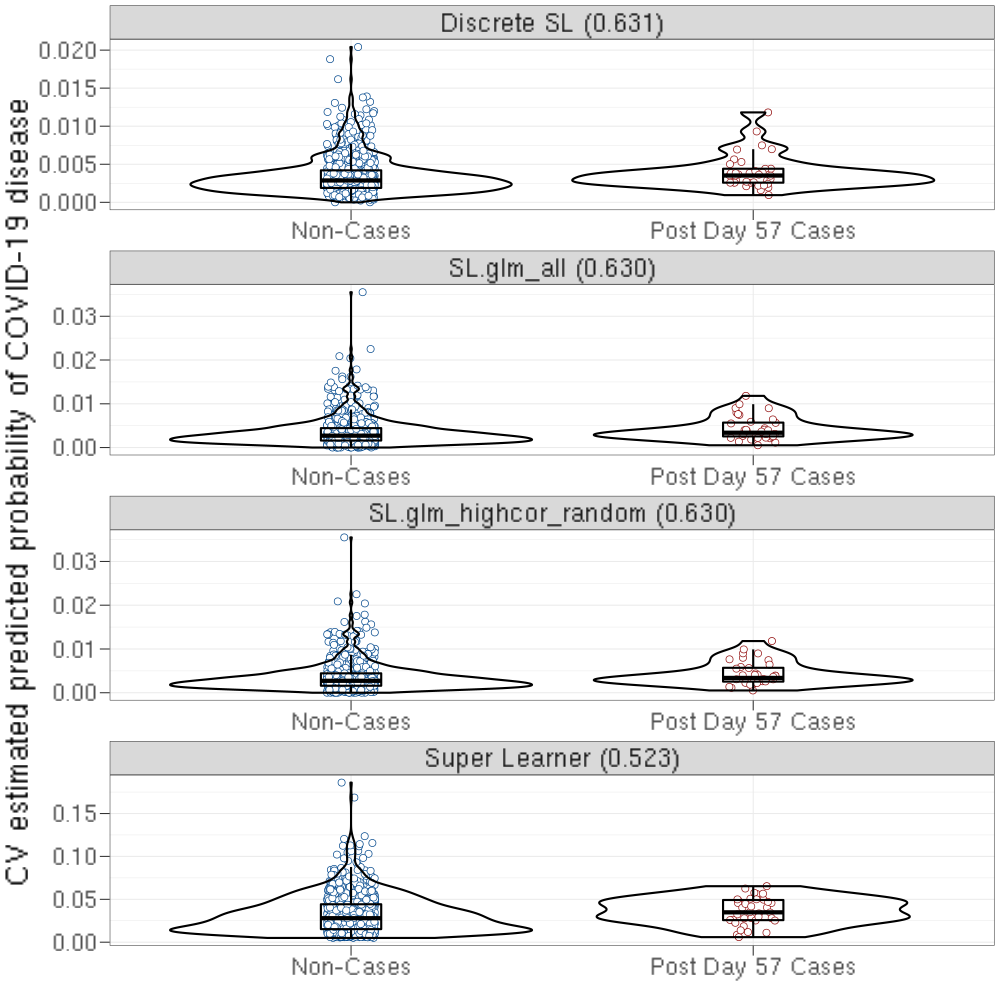 CV estimated predicted probability of COVID-19 disease
Discrete SL (0.631)
0.020
0.015
0.010
0.005
0.000
Non-Cases
Post Day 57 Cases
SL.glm_all (0.630)
0.03
0.02
0.01
0.00
Non-Cases
Post Day 57 Cases
SL.glm_highcor_random (0.630)
0.03
0.02
0.01
0.00
Non-Cases
Post Day 57 Cases
Super Learner (0.523)
0.15
0.10
0.05
0.00
Non-Cases
Post Day 57 Cases